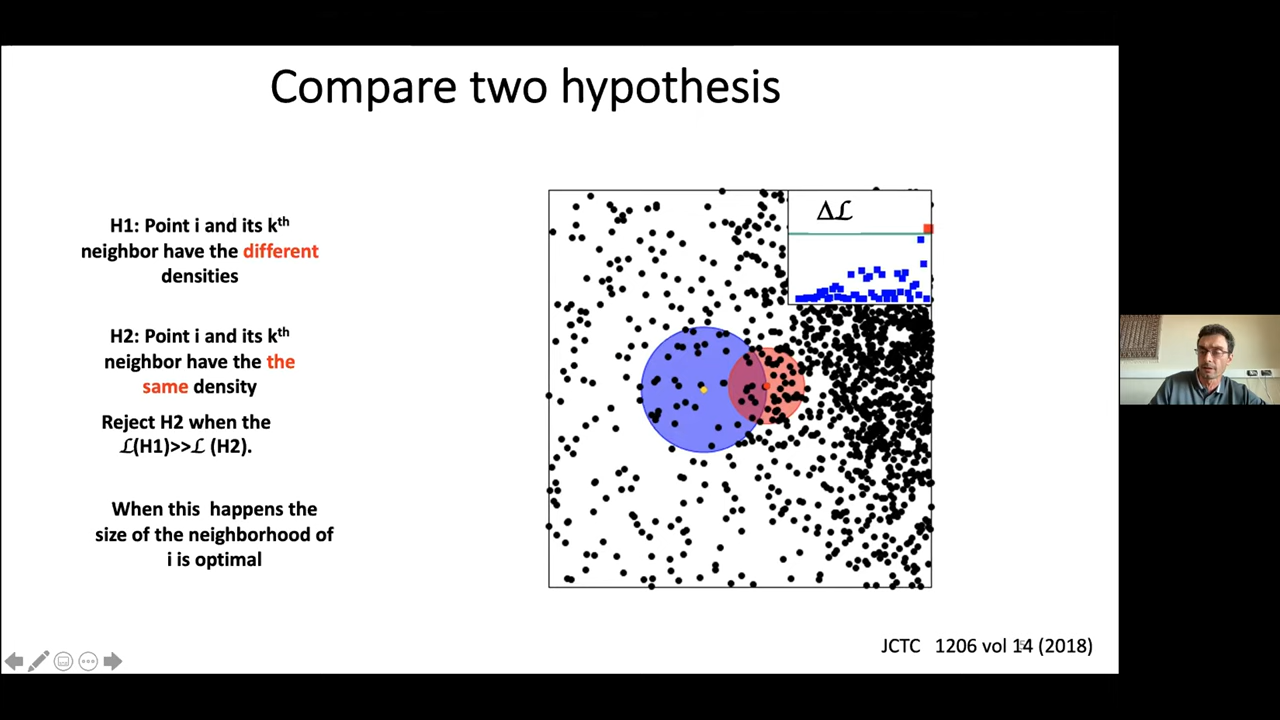 Compare two hypothesis
H1: Point i and its kth
neighbor have the different
densities
H2: Point i and its kth
neighbor have the the
same density
Reject H2 when the
ℒ(H1)>>ℒ (H2).
When this happens the
size of the neighborhood of
i is optimal
Δℒ
JCTC 1206 vol 14 (2018)